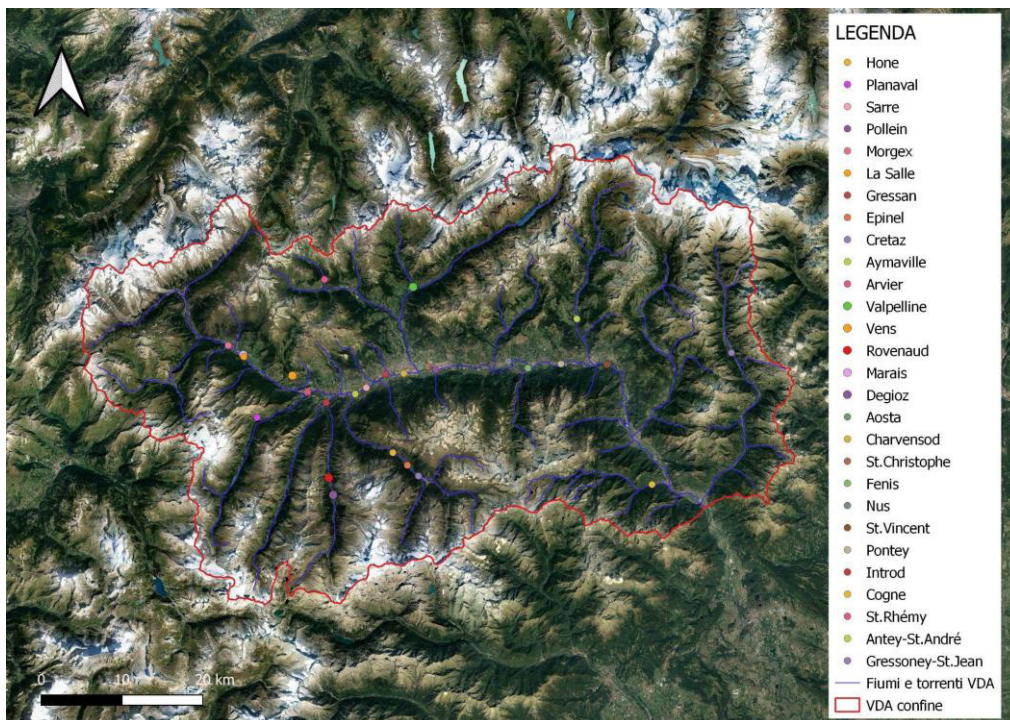 LEGENDA
Hone
Planaval
Sarre
Pollein
Morgex
La Salle
Gressan
Epinel
Cretaz
Aymaville
Arvier
Valpelline
Vens
Rovenaud
Marais
Degioz
Aosta
Charvensod
St.Christophe
Fenis
Nus
St.Vincent
Pontey
Introd
Cogne
St.Rhémy
Antey-St.André
Gressoney-St.Jean
Fiumi e torrenti VDA
VDA confine
0 10 20 km